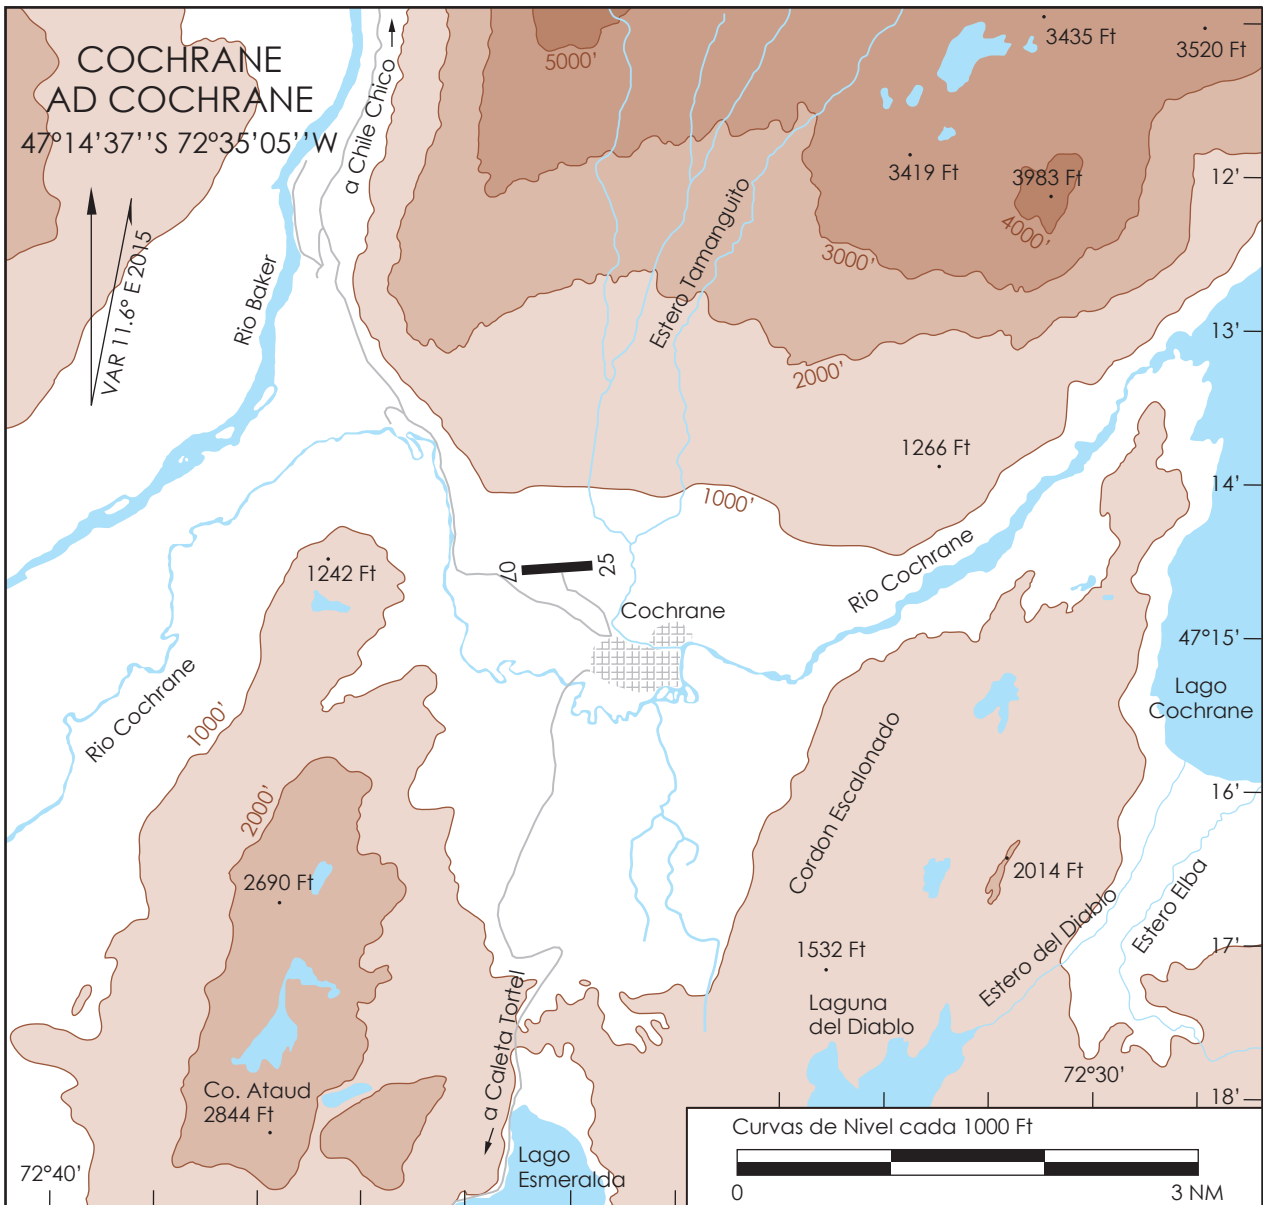 COCHRANE
AD COCHRANE
47°14'37''S 72°35'05''W
VAR 11.6° E 2015
a Chile Chico
Rio Baker
5000'
Estero Tamanguito
3435 Ft
3520 Ft
3419 Ft
3983 Ft
4000'
3000'
2000'
1266 Ft
1000'
12'
13'
14'
47°15'
16'
17'
18'
1242 Ft
07
25
Cochrane
Rio Cochrane
Rio Cochrane
1000'
2000'
Lago
Cochrane
Cordon Escalonado
2690 Ft
2014 Ft
1532 Ft
Estero del Diablo
Estero Elba
Laguna
del Diablo
72°30'
a Caleta Tortel
Co. Ataud
2844 Ft
Lago
Esmeralda
72°40'
Curvas de Nivel cada 1000 Ft
0
3 NM